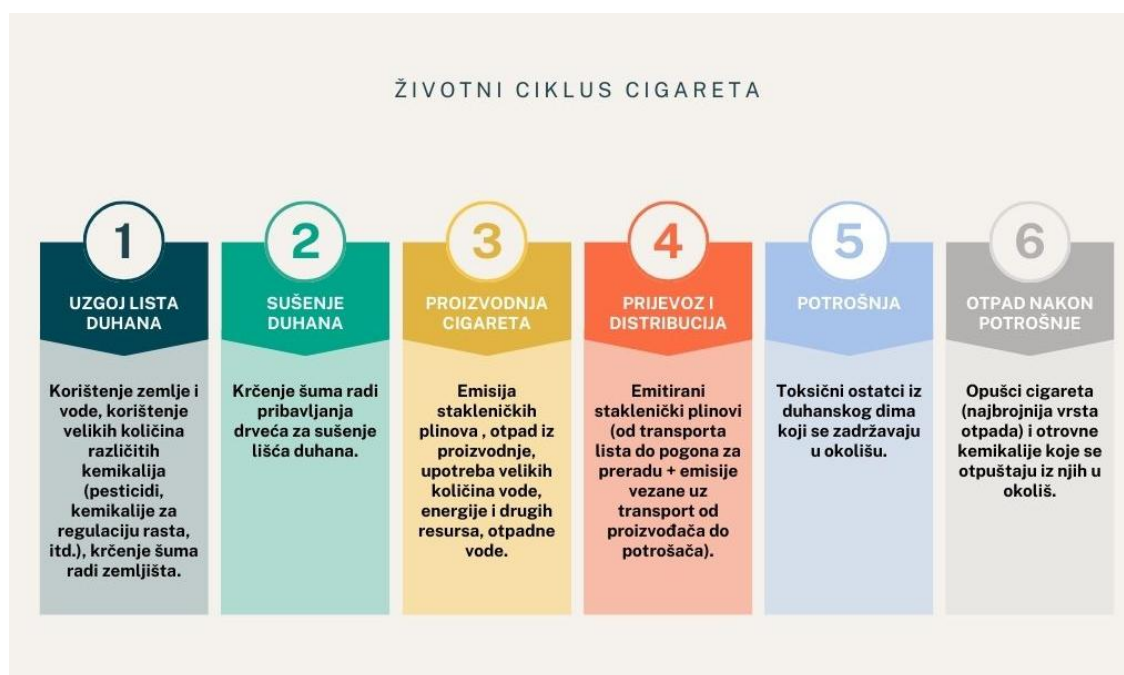 ŽIVOTNI CIKLUS CIGARETA
1
UZGOJ LISTA
DUHANA
Korištenje zemlje i
vode, korištenje
velikih količina
različitih
kemikalija
(pesticidi,
kemikalije za
regulaciju rasta,
itd.), krčenje šuma
radi zemljišta.
2
SUŠENJE
DUHANA
Krčenje šuma radi
pribavljanja
drveća za sušenje
lišća duhana.
3
PROIZVODNJA
CIGARETA
Emisija
stakleničkih
plinova , otpad iz
proizvodnje,
upotreba velikih
količina vode,
energije i drugih
resursa, otpadne
vode.
4
PRIJEVOZ I
DISTRIBUCIJA
Emitirani
staklenički plinovi
(od transporta
lista do pogona za
preradu + emisije
vezane uz
transport od
proizvođača do
potrošača).
5
POTROŠNJA
Toksični ostatci iz
duhanskog dima
koji se zadržavaju
u okolišu.
6
OTPAD NAKON
POTROŠNJE
Opušci cigareta
(najbrojnija vrsta
otpada) i otrovne
kemikalije koje se
otpuštaju iz njih u
okoliš.